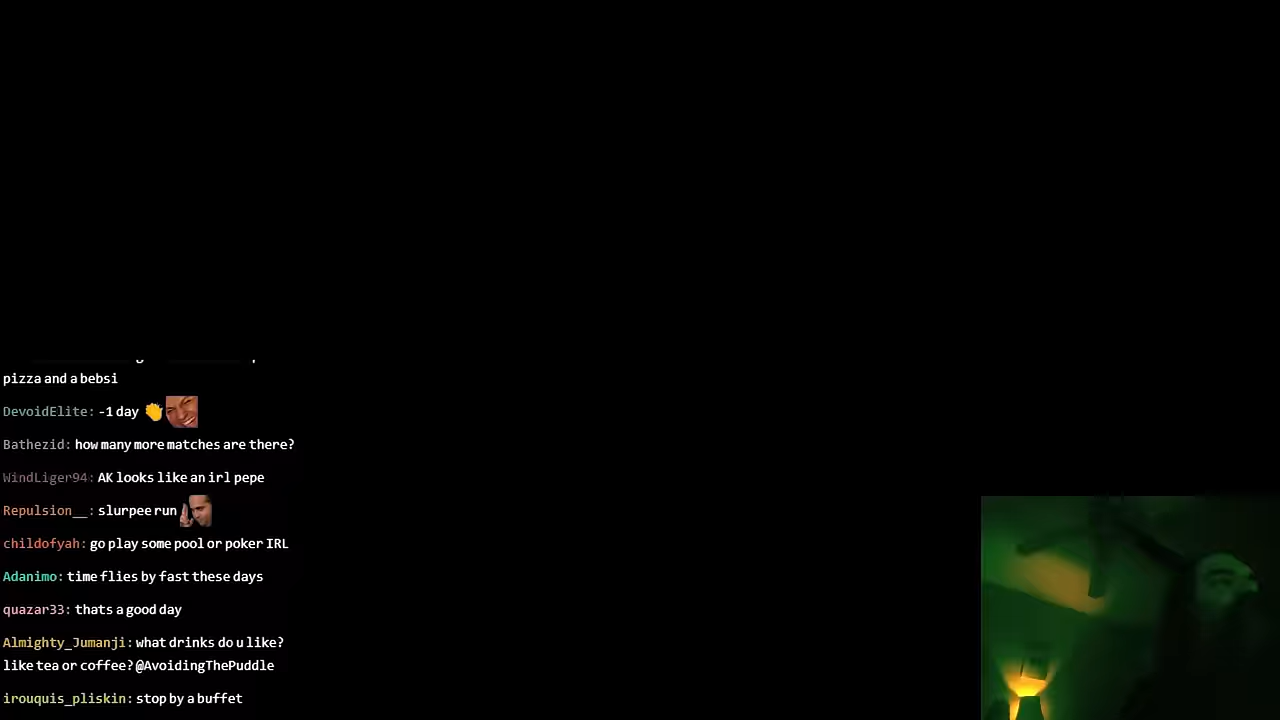 pizza and a bebsi
DevoidElite: -1 day 👏
Bathezid: how many more matches are there?
WindLiger94: AK looks like an irl pepe
Repulsion__: slurpee run
childofyah: go play some pool or poker IRL
Adanimo: time flies by fast these days
quazar33: thats a good day
Almighty_Jumanji: what drinks do u like?
like tea or coffee? @AvoidingThePuddle
irouquis_pliskin: stop by a buffet